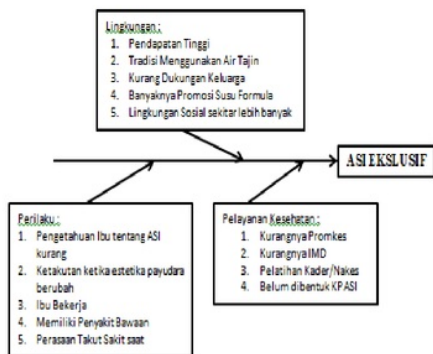 Lingkungan :
1. Pendapatan Tinggi
2. Tradisi Menggunakan Air Tajin
3. Kurang Dukungan Keluarga
4. Banyaknya Promosi Susu Formula
5. Lingkungan Sosial sekitar lebih banyak
ASI EKSLUSIF
Perilaku :
1. Pengetahuan Ibu tentang ASI
kurang
2. Ketakutan ketika estetika payudara
berubah
3. Ibu Bekerja
4. Memiliki Penyakit Bawaan
5. Perasaan Takut Sakit saat
Pelayanan Kesehatan :
1. Kurangnya Promkes
2. Kurangnya IMD
3. Pelatihan Kader/Nakes
4. Belum dibentuk KP ASI